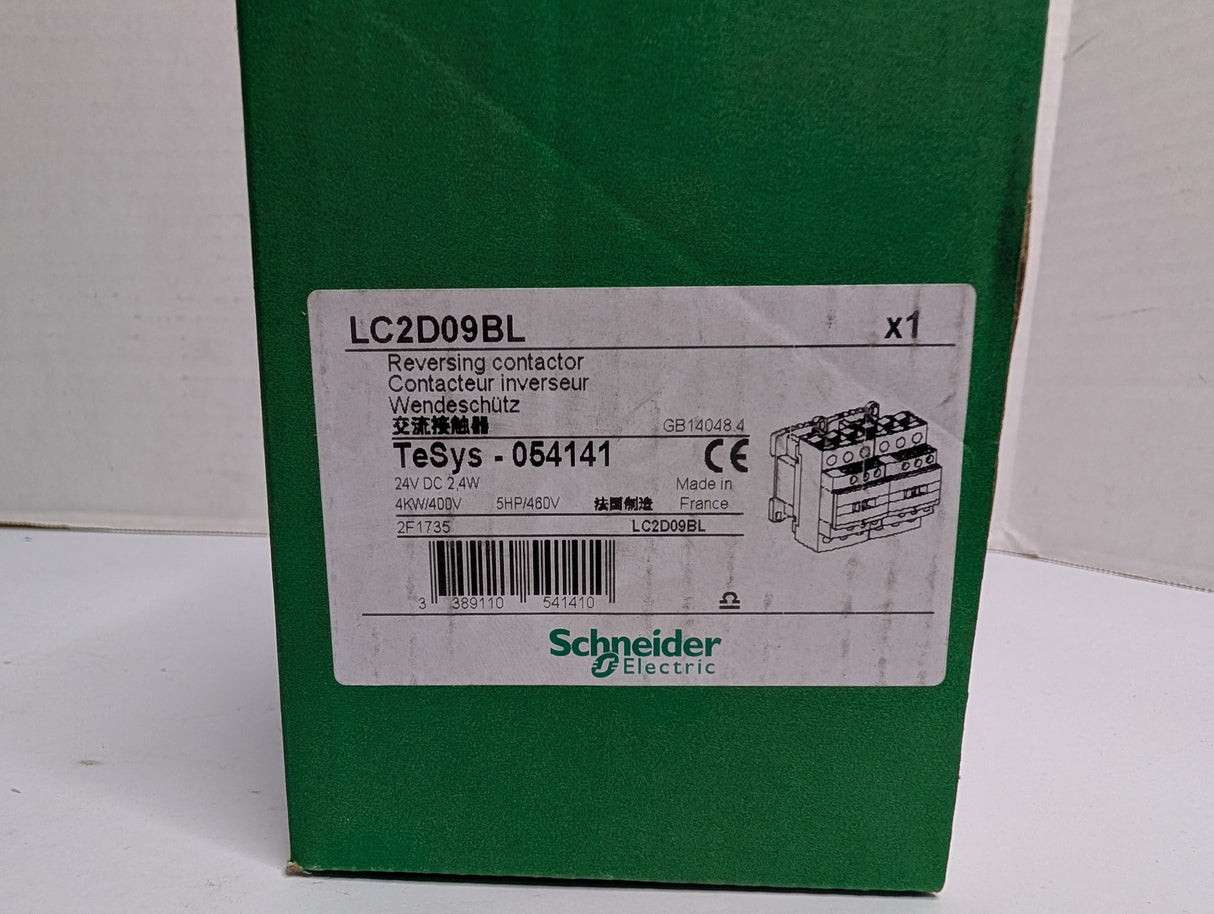 LC2D09BL x1
Reversing contactor
Contacteur inverseur
Wendeschütz
交流接触器 GB14048.4
TeSys - 054141 CE
24V DC 2,4W Made in
4KW/400V 5HP/460V 法国制造 France
2F1735 LC2D09BL
3 389110 541410
Schneider
Electric